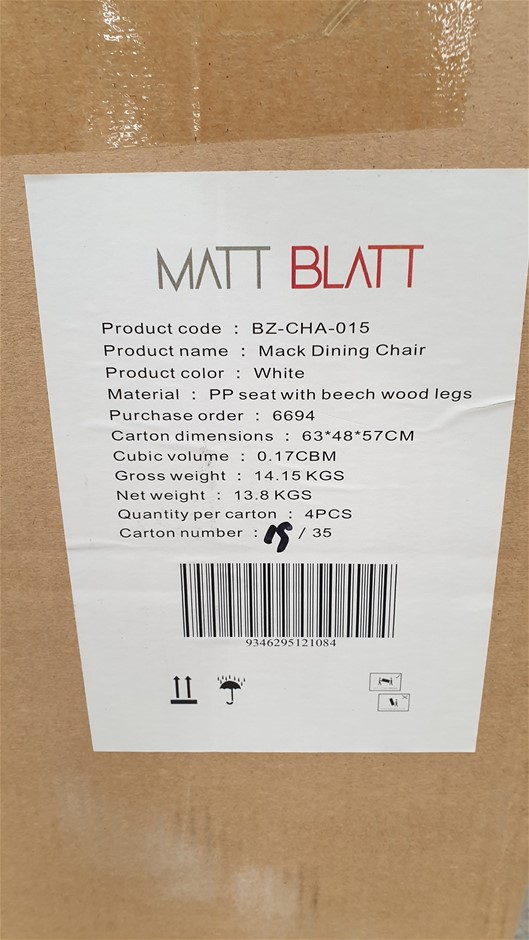 MATT BLATT
Product code : BZ-CHA-015
Product name : Mack Dining Chair
Product color : White
Material : PP seat with beech wood legs
Purchase order : 6694
Carton dimensions : 63*48*57CM
Cubic volume : 0.17CBM
Gross weight : 14.15 KGS
Net weight : 13.8 KGS
Quantity per carton : 4PCS
Carton number : / 35
9346295121084